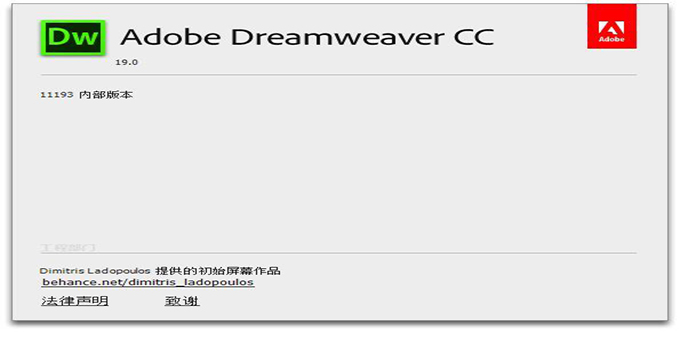 Dw Adobe Dreamweaver CC
Adobe
19.0
11193 内部版本
工程部门
Dimitris Ladopoulos 提供的初始屏幕作品
behance.net/dimitris_ladopoulos
法律声明 致谢